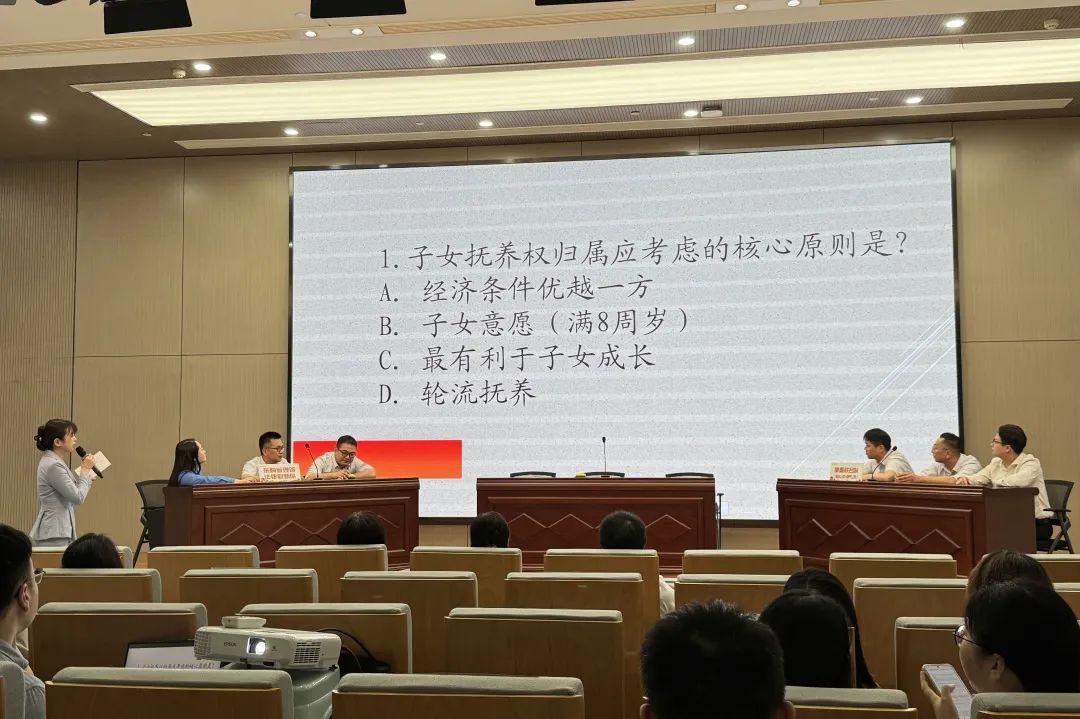 1.子女抚养权归属应考虑的核心原则是？
A. 经济条件优越一方
B. 子女意愿（满8周岁）
C. 最有利于子女成长
D. 轮流抚养
EPSON